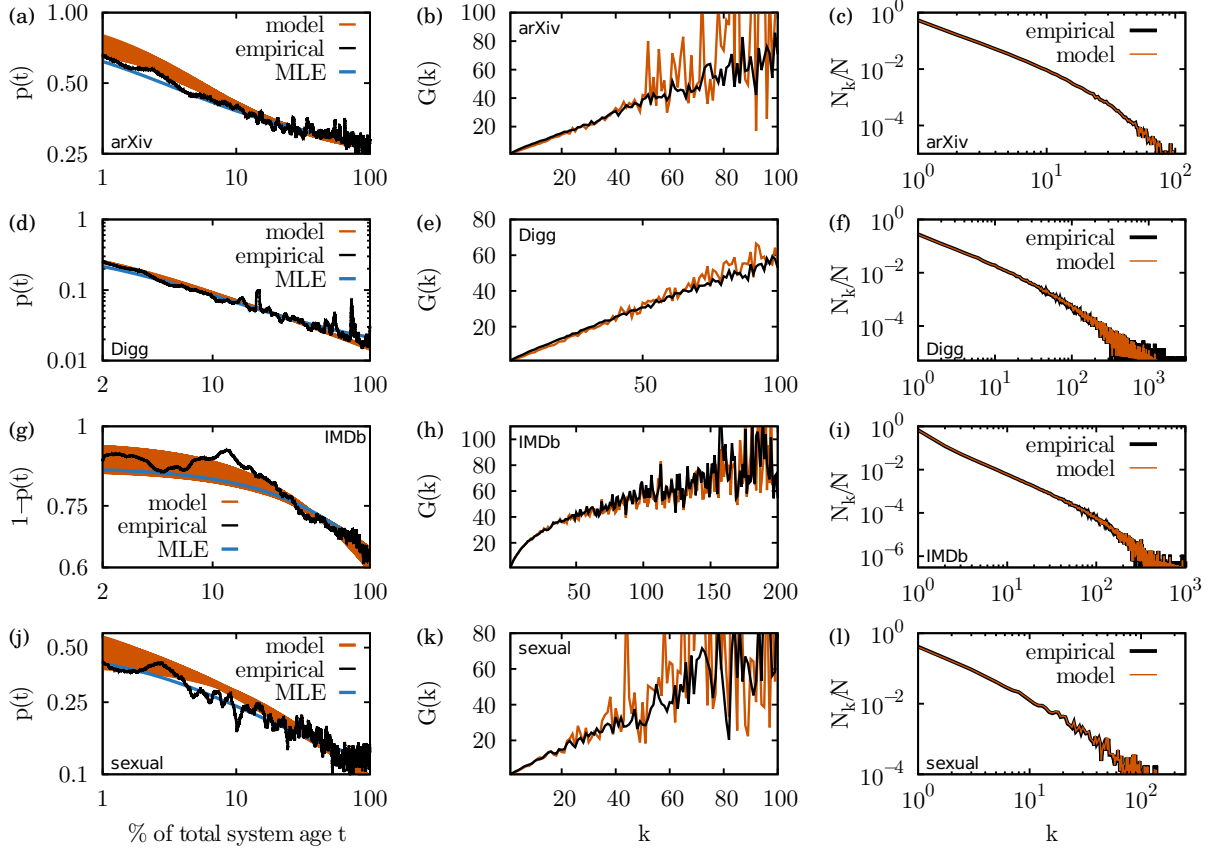 (a)
1.00
0.50
0.25
p(t)
model
empirical
MLE
arXiv
1
10
100
(b)
100
80
60
40
20
G(k)
arXiv
0
20
40
60
80
100
(c)
10^0
10^-2
10^-4
N_k/N
empirical
model
arXiv
10^0
10^1
10^2
(d)
1
0.1
0.01
p(t)
model
empirical
MLE
Digg
2
10
100
(e)
80
60
40
20
G(k)
Digg
50
100
(f)
10^0
10^-2
10^-4
N_k/N
empirical
model
Digg
10^0
10^1
10^2
10^3
(g)
1
0.75
0.6
1−p(t)
IMDb
model
empirical
MLE
2
10
100
(h)
100
80
60
40
20
G(k)
IMDb
50
100
150
200
(i)
10^0
10^-2
10^-4
10^-6
N_k/N
empirical
model
IMDb
10^0
10^1
10^2
10^3
(j)
0.50
0.25
0.1
p(t)
model
empirical
MLE
sexual
1
10
100
% of total system age t
(k)
80
60
40
20
G(k)
sexual
0
20
40
60
80
100
k
(l)
10^0
10^-2
10^-4
N_k/N
empirical
model
sexual
10^0
10^1
10^2
k